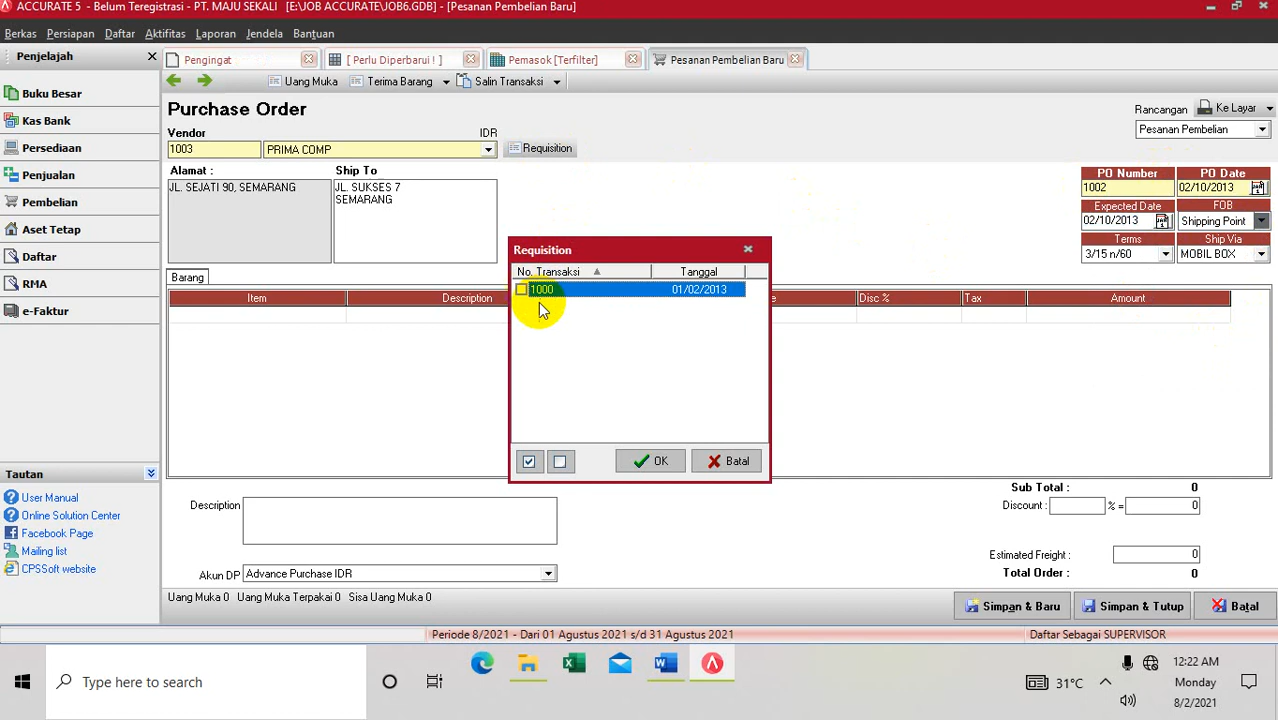 ACCURATE 5 - Belum Teregistrasi - PT. MAJU SEKALI [E:\JOB ACCURATE\JOB6.GDB] - [Pesanan Pembelian Baru]
Berkas Persiapan Daftar Aktifitas Laporan Jendela Bantuan
Penjelajah
Pengingat [ Perlu Diperbarui ! ] Pemasok [Terfilter] Pesanan Pembelian Baru
Uang Muka Terima Barang Salin Transaksi
Buku Besar
Kas Bank
Persediaan
Penjualan
Pembelian
Aset Tetap
Daftar
RMA
e-Faktur
Purchase Order
Rancangan Ke Layar
Pesanan Pembelian
Vendor IDR
1003 PRIMA COMP Requisition
Alamat : Ship To
JL. SEJATI 90, SEMARANG JL. SUKSES 7
SEMARANG
PO Number PO Date
1002 02/10/2013
Expected Date FOB
02/10/2013 Shipping Point
Terms Ship Via
3/15 n/60 MOBIL BOX
Requisition
No. Transaksi Tanggal
1000 01/02/2013
OK Batal
Barang
Item Description Disc % Tax Amount
Tautan
User Manual
Online Solution Center
Facebook Page
Mailing list
CPSSoft website
Description
Akun DP Advance Purchase IDR
Uang Muka 0 Uang Muka Terpakai 0 Sisa Uang Muka 0
Sub Total : 0
Discount : % = 0
Estimated Freight : 0
Total Order : 0
Simpan & Baru Simpan & Tutup Batal
Periode 8/2021 - Dari 01 Agustus 2021 s/d 31 Agustus 2021 Daftar Sebagai SUPERVISOR
Type here to search
31°C
12:22 AM
Monday
8/2/2021